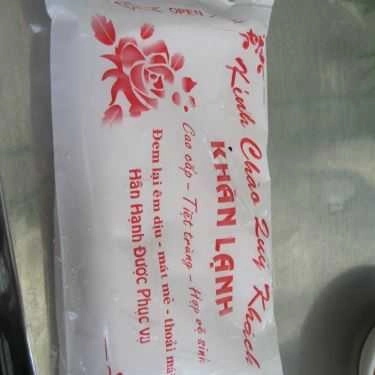 OPEN
Kính Chào Quý Khách
KHĂN LẠNH
Cao cấp - Tiệt trùng - Hợp vệ sinh
Đem lại êm dịu - mát mẻ - thoải mái
Hân Hạnh Được Phục Vụ